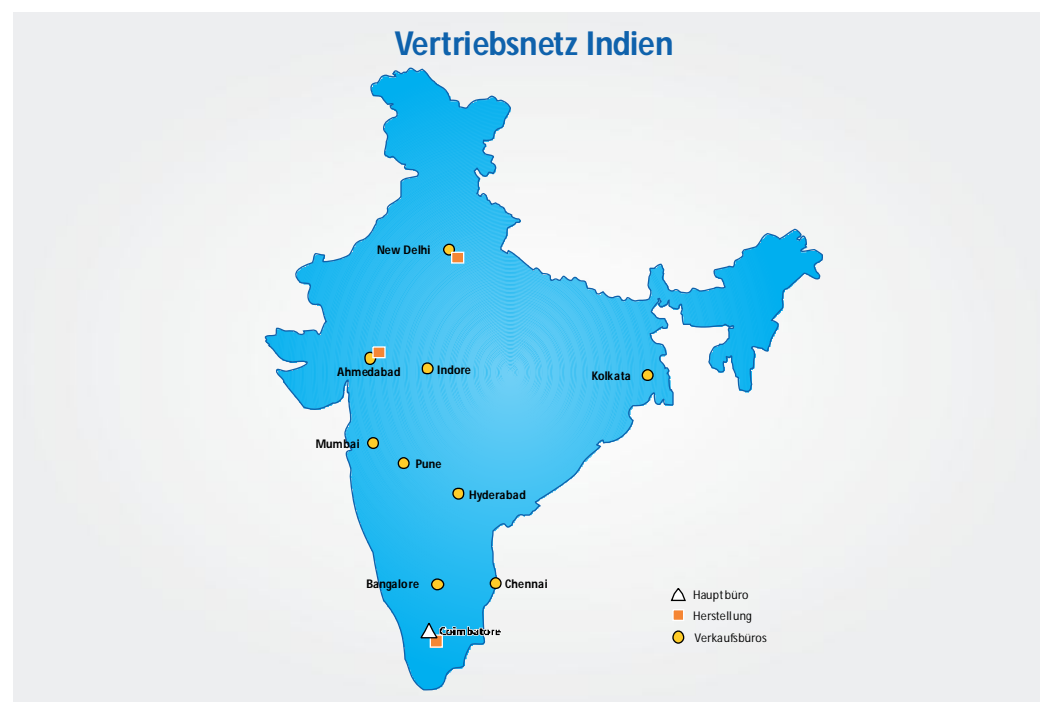 Vertriebsnetz Indien
New Delhi
Ahmedabad
Indore
Kolkata
Mumbai
Pune
Hyderabad
Bangalore
Chennai
Coimbatore
Hauptbüro
Herstellung
Verkaufsbüros